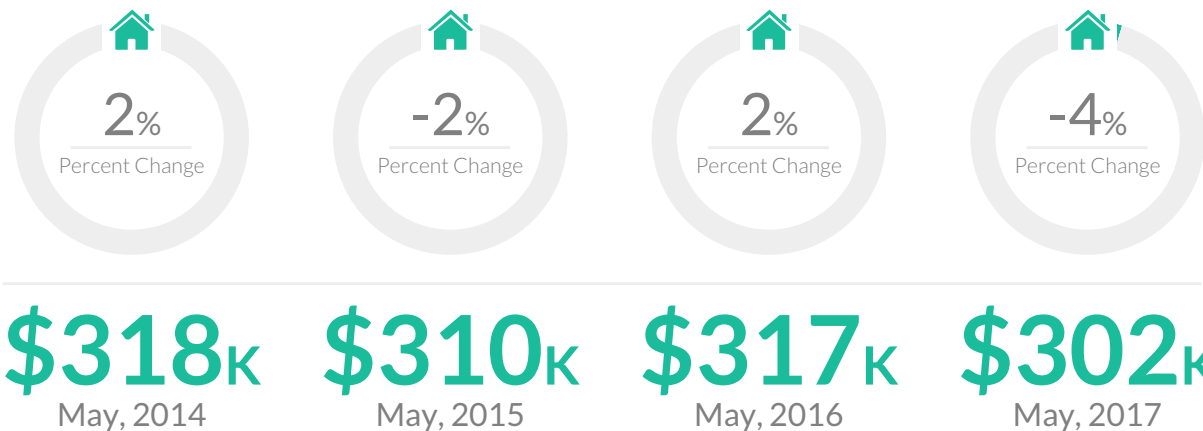 2% -2% 2% -4%
Percent Change Percent Change Percent Change Percent Change
$318K $310K $317K $302K
May, 2014 May, 2015 May, 2016 May, 2017